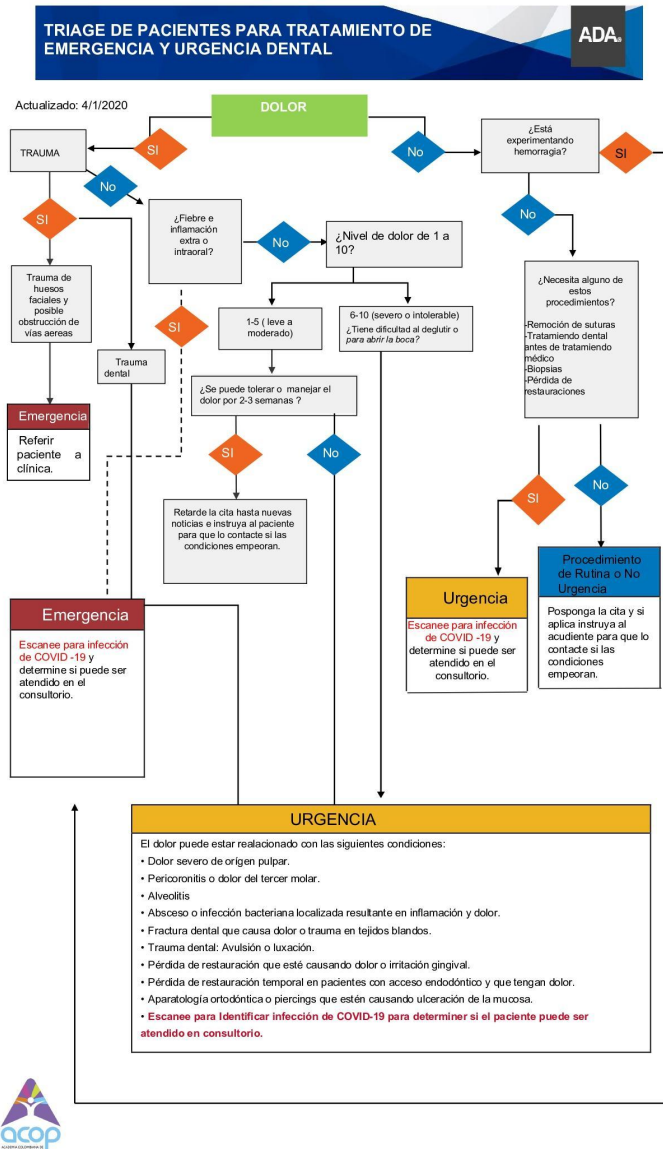 TRIAGE DE PACIENTES PARA TRATAMIENTO DE
EMERGENCIA Y URGENCIA DENTAL
ADA®
Actualizado: 4/1/2020
DOLOR
SI
No
TRAUMA
¿Está
experimentando
hemorragia?
SI
No
SI
No
¿Fiebre e
inflamación
extra o
intraoral?
No
SI
¿Nivel de dolor de 1 a
10?
Trauma de
huesos
faciales y
posible
obstrucción de
vías aereas
Trauma
dental
1-5 ( leve a
moderado)
6-10 (severo o intolerable)
¿Tiene dificultad al deglutir o
para abrir la boca?
¿Necesita alguno de
estos
procedimientos?
-Remoción de suturas
-Tratamiendo dental
antes de tratamiendo
médico
-Biopsias
-Pérdida de
restauraciones
¿Se puede tolerar o manejar el
dolor por 2-3 semanas ?
Emergencia
Referir
paciente a
clínica.
SI
No
SI
No
Retarde la cita hasta nuevas
noticias e instruya al paciente
para que lo contacte si las
condiciones empeoran.
Emergencia
Escanee para infección
de COVID -19 y
determine si puede ser
atendido en el
consultorio.
Urgencia
Escanee para infección
de COVID -19 y
determine si puede ser
atendido en el
consultorio.
Procedimiento
de Rutina o No
Urgencia
Posponga la cita y si
aplica instruya al
acudiente para que lo
contacte si las
condiciones
empeoran.
URGENCIA
El dolor puede estar realacionado con las siguientes condiciones:
• Dolor severo de orígen pulpar.
• Pericoronitis o dolor del tercer molar.
• Alveolitis
• Absceso o infección bacteriana localizada resultante en inflamación y dolor.
• Fractura dental que causa dolor o trauma en tejidos blandos.
• Trauma dental: Avulsión o luxación.
• Pérdida de restauración que esté causando dolor o irritación gingival.
• Pérdida de restauración temporal en pacientes con acceso endodóntico y que tengan dolor.
• Aparatología ortodóntica o piercings que estén causando ulceración de la mucosa.
• Escanee para Identificar infección de COVID-19 para determiner si el paciente puede ser
atendido en consultorio.
acop
ACADEMIA COLOMBIANA DE